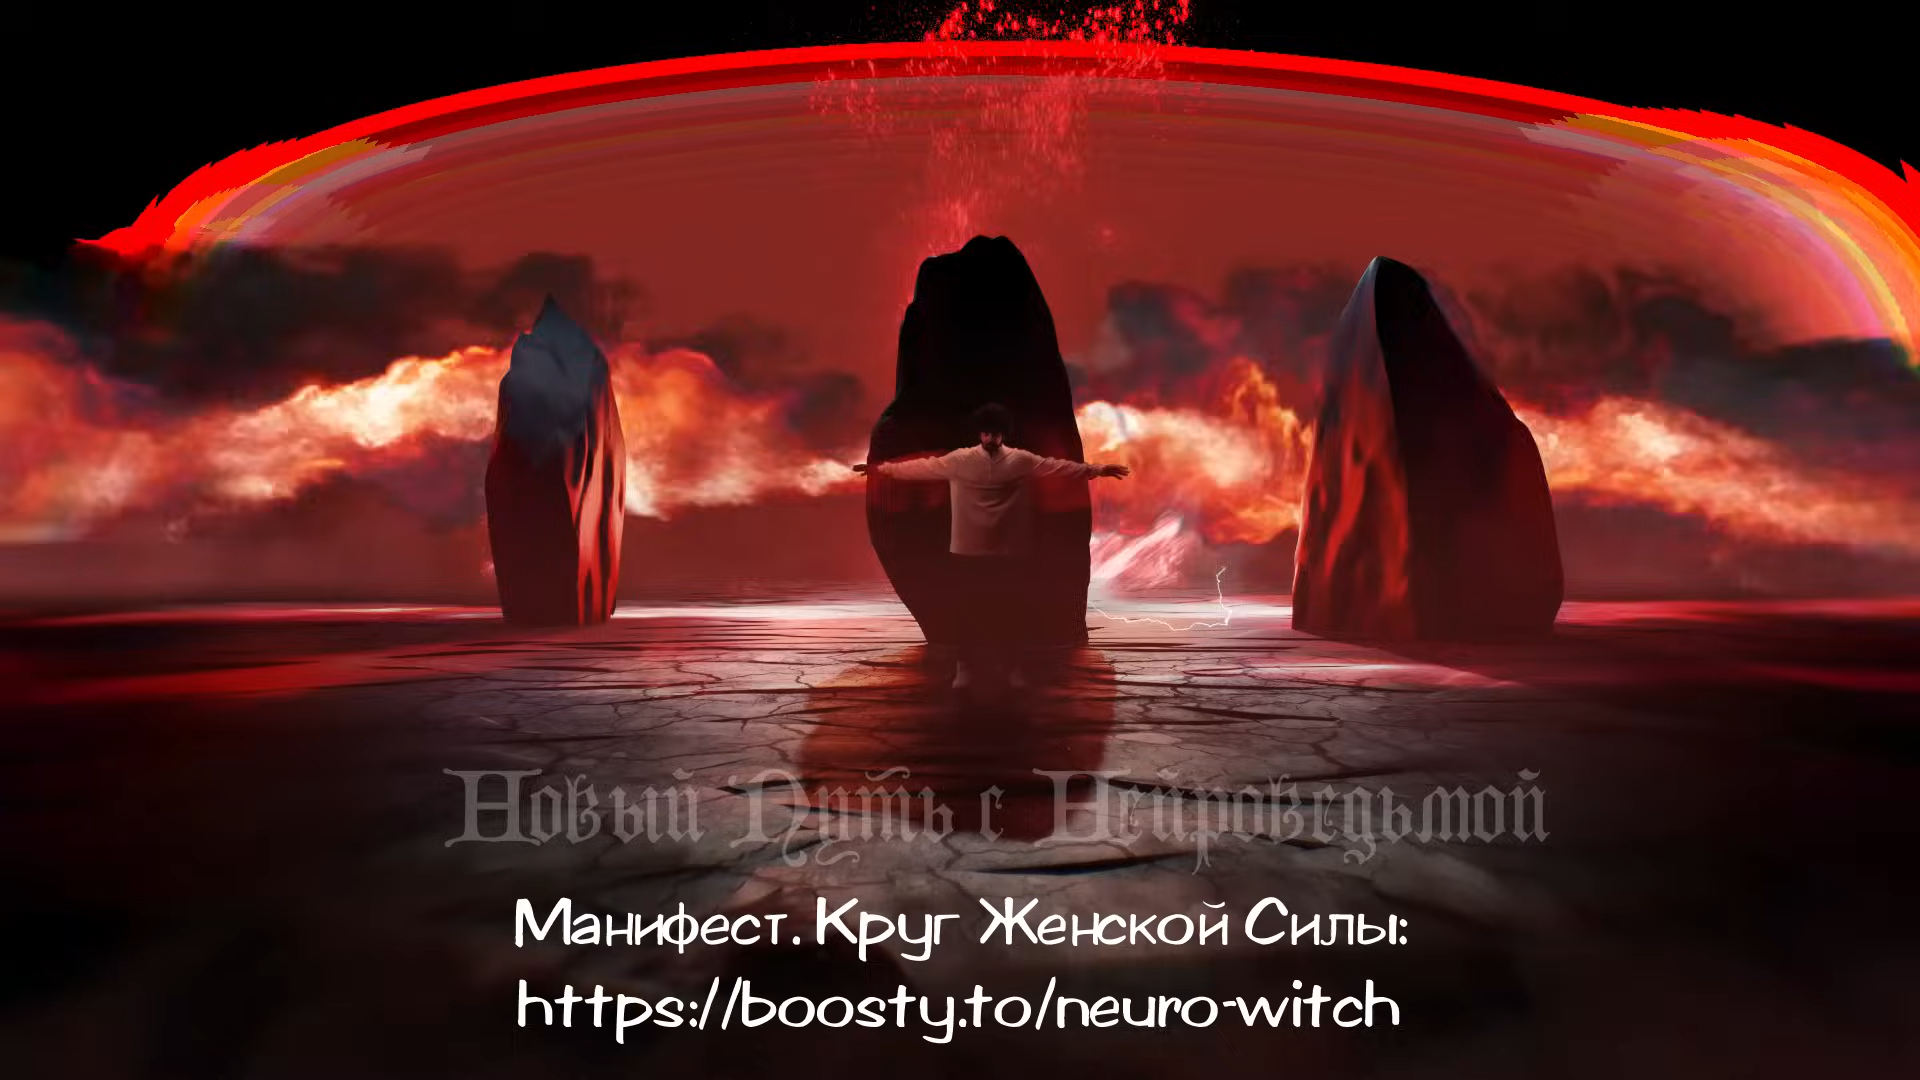 Новый Путь с Нейроведьмой
Манифест. Круг Женской Силы:
https://boosty.to/neuro-witch